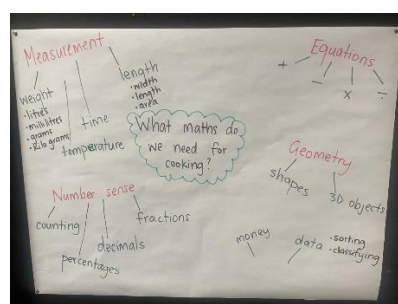 Measurement
weight
•litres
•millilitres
•grams
•kilograms
temperature
time
length
•width
•length
•area
Equations
+
−
×
÷
What maths do
we need for
cooking?
Geometry
shapes
3D objects
Number sense
counting
percentages
decimals
fractions
money
data
•sorting
•classifying